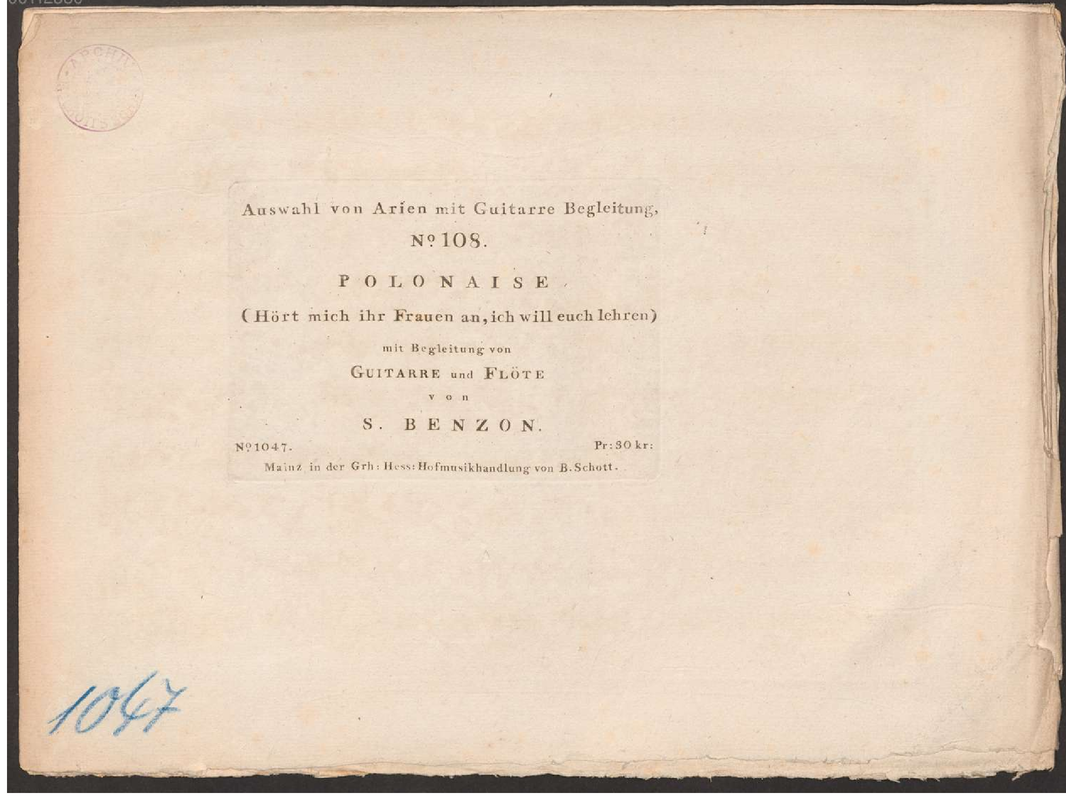 ARCHIV
Auswahl von Arien mit Guitarre Begleitung,
Nº 108.
POLONAISE
(Hört mich ihr Frauen an, ich will euch lehren)
mit Begleitung von
GUITARRE und FLÖTE
von
S. BENZON.
Nº 1047. Pr: 30 kr:
Mainz in der Grh: Hess: Hofmusikhandlung von B. Schott.
1047